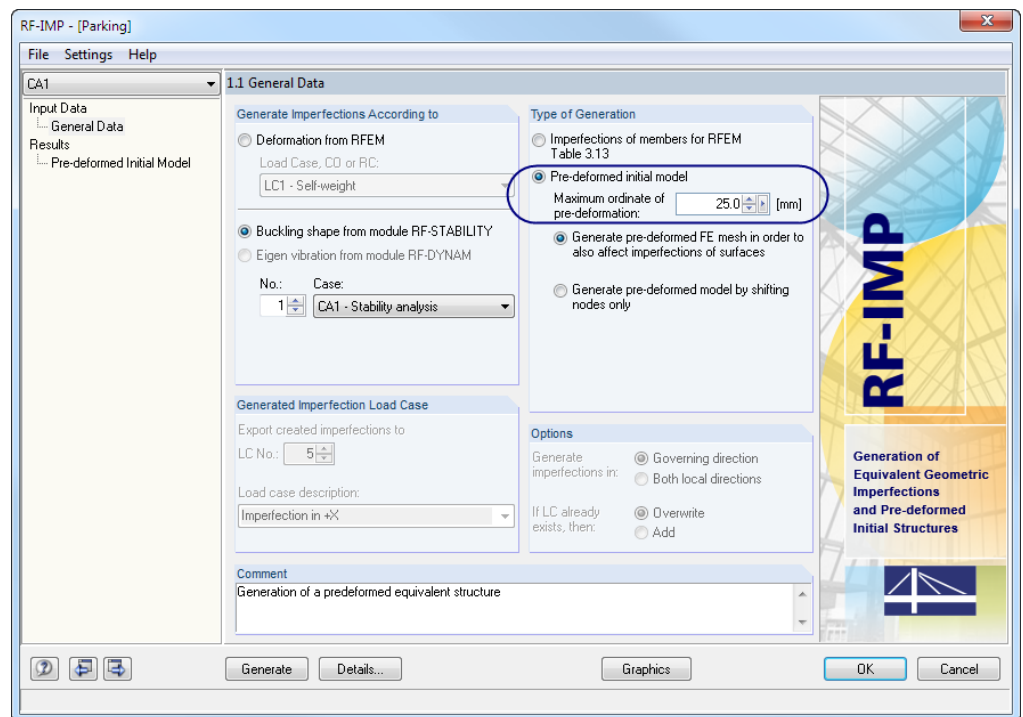 RF-IMP - [Parking]
File Settings Help
CA1
1.1 General Data
Input Data
General Data
Results
Pre-deformed Initial Model
Generate Imperfections According to
Deformation from RFEM
Load Case, CO or RC:
LC1 - Self-weight
Buckling shape from module RF-STABILITY
Eigen vibration from module RF-DYNAM
No.: Case:
1 CA1 - Stability analysis
Type of Generation
Imperfections of members for RFEM
Table 3.13
Pre-deformed initial model
Maximum ordinate of
pre-deformation:
25.0 [mm]
Generate pre-deformed FE mesh in order to
also affect imperfections of surfaces
Generate pre-deformed model by shifting
nodes only
Generated Imperfection Load Case
Export created imperfections to
LC No.: 5
Load case description:
Imperfection in +X
Options
Generate
imperfections in:
Governing direction
Both local directions
If LC already
exists, then:
Overwrite
Add
Comment
Generation of a predeformed equivalent structure
RF-IMP
Generation of
Equivalent Geometric
Imperfections
and Pre-deformed
Initial Structures
Generate Details... Graphics OK Cancel